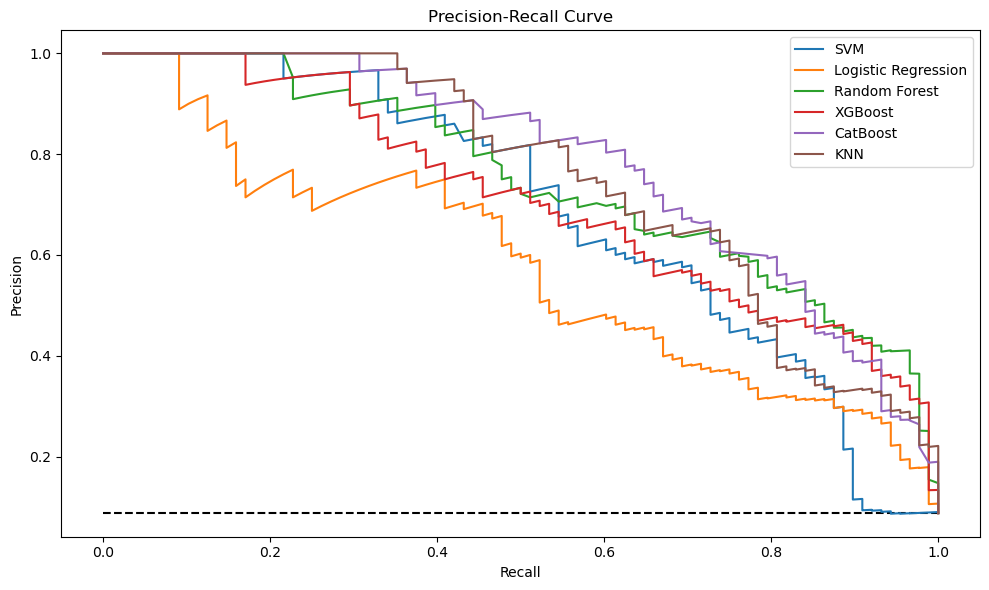 Precision-Recall Curve
1.0
0.8
0.6
0.4
0.2
Precision
0.0
0.2
0.4
0.6
0.8
1.0
Recall
SVM
Logistic Regression
Random Forest
XGBoost
CatBoost
KNN